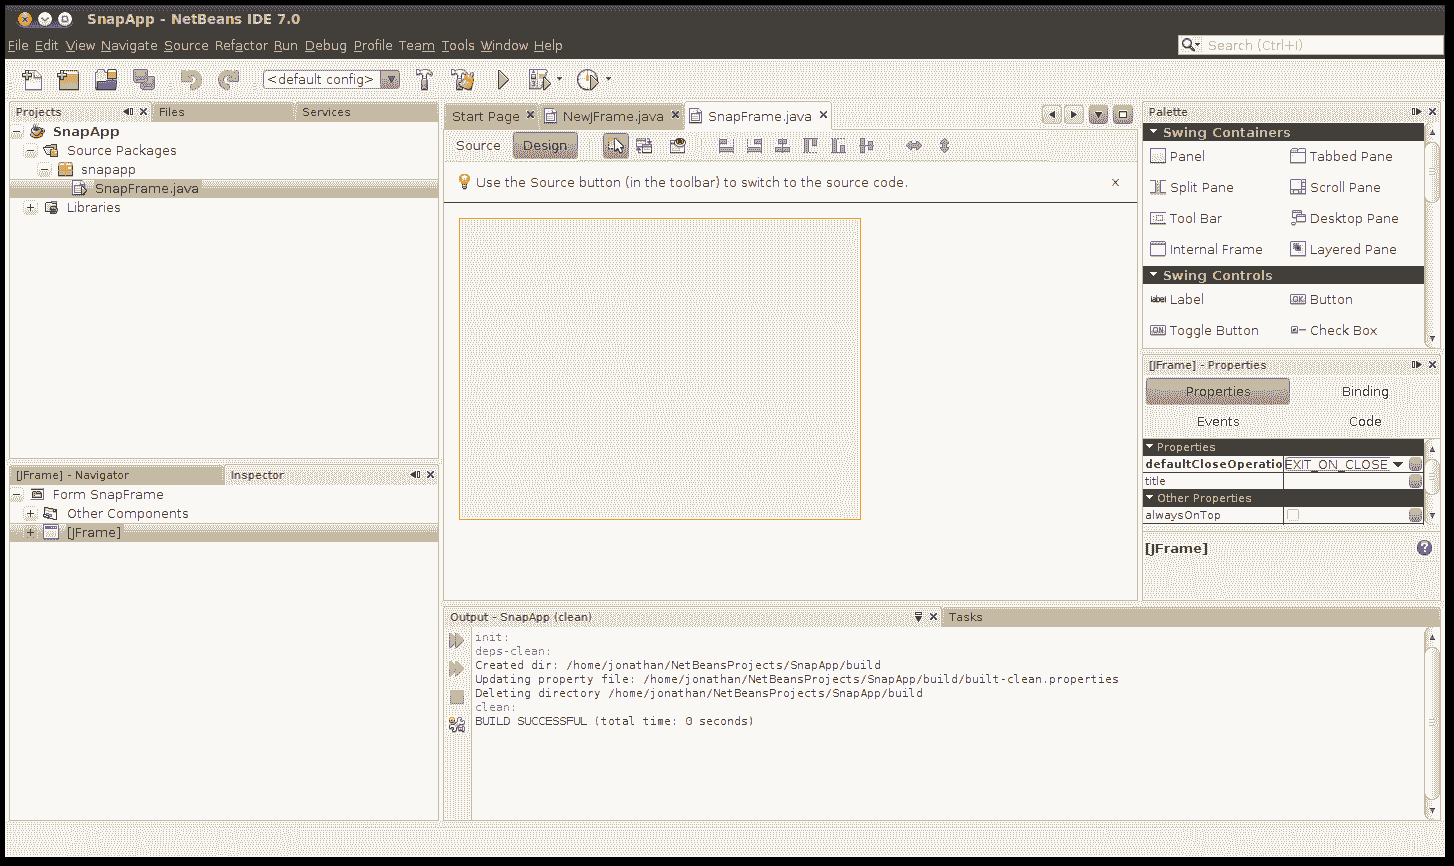 SnapApp - NetBeans IDE 7.0
File Edit View Navigate Source Refactor Run Debug Profile Team Tools Window Help
Search (Ctrl+I)
<default config>
Projects
Files
Services
SnapApp
Source Packages
snapapp
SnapFrame.java
Libraries
[JFrame] - Navigator
Inspector
Form SnapFrame
Other Components
[JFrame]
Start Page
NewJFrame.java
SnapFrame.java
Source
Design
Use the Source button (in the toolbar) to switch to the source code.
Output - SnapApp (clean)
Tasks
init:
deps-clean:
Created dir: /home/jonathan/NetBeansProjects/SnapApp/build
Updating property file: /home/jonathan/NetBeansProjects/SnapApp/build/built-clean.properties
Deleting directory /home/jonathan/NetBeansProjects/SnapApp/build
clean:
BUILD SUCCESSFUL (total time: 0 seconds)
Palette
Swing Containers
Panel
Tabbed Pane
Split Pane
Scroll Pane
Tool Bar
Desktop Pane
Internal Frame
Layered Pane
Swing Controls
label Label
OK Button
ON Toggle Button
Check Box
[JFrame] - Properties
Properties
Binding
Events
Code
Properties
defaultCloseOperatio EXIT_ON_CLOSE
title
Other Properties
alwaysOnTop
[JFrame]
?